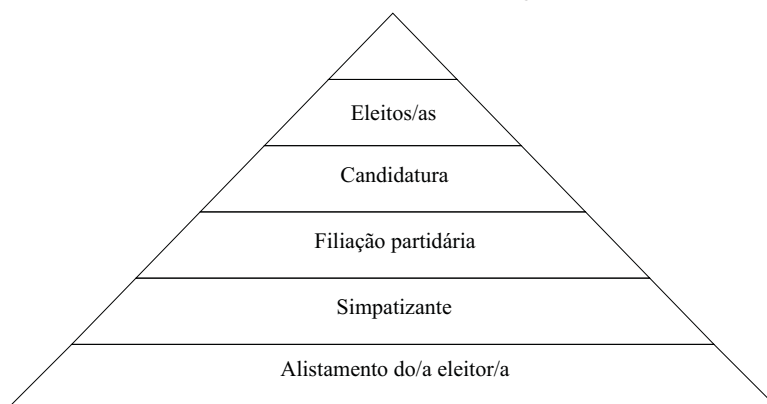 Eleitos/as
Candidatura
Filiação partidária
Simpatizante
Alistamento do/a eleitor/a